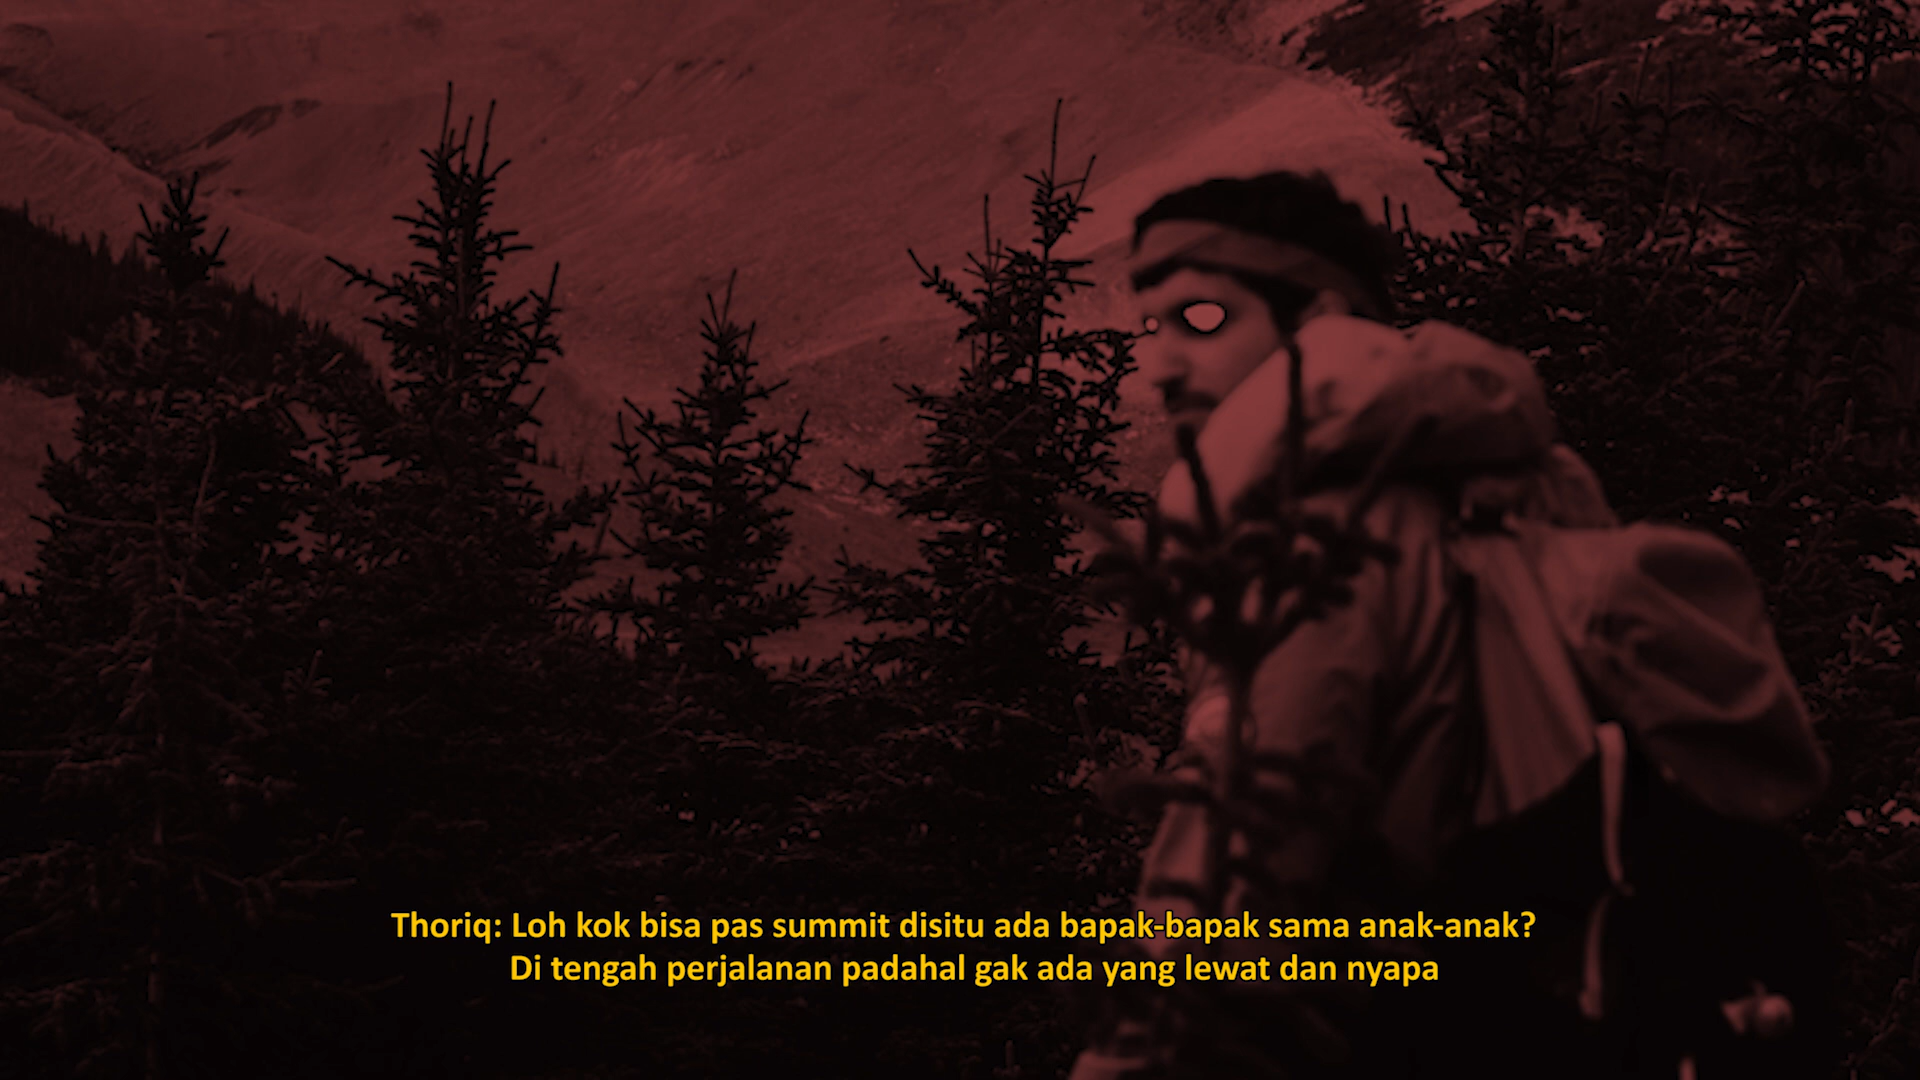 Thoriq: Loh kok bisa pas summit disitu ada bapak-bapak sama anak-anak?
Di tengah perjalanan padahal gak ada yang lewat dan nyapa